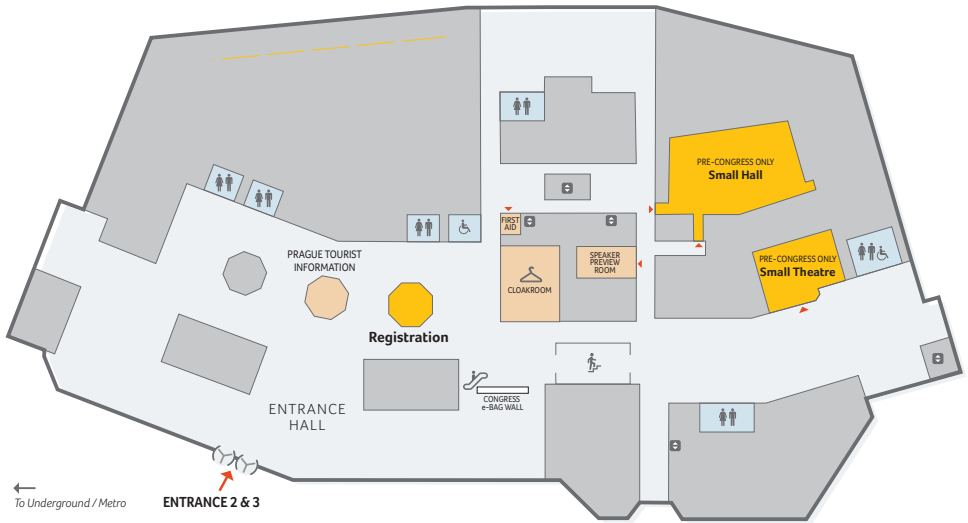 PRE-CONGRESS ONLY
Small Hall
FIRST
AID
PRAGUE TOURIST
INFORMATION
SPEAKER
PREVIEW
ROOM
PRE-CONGRESS ONLY
Small Theatre
CLOAKROOM
Registration
CONGRESS
e-BAG WALL
ENTRANCE
HALL
To Underground / Metro
ENTRANCE 2 & 3